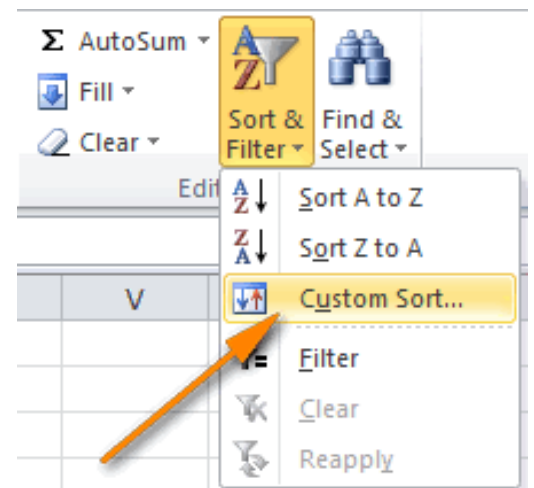 Σ AutoSum
Fill
Clear
Sort &
Filter
Find &
Select
Edit
Sort A to Z
Sort Z to A
Custom Sort...
Filter
Clear
Reapply
V